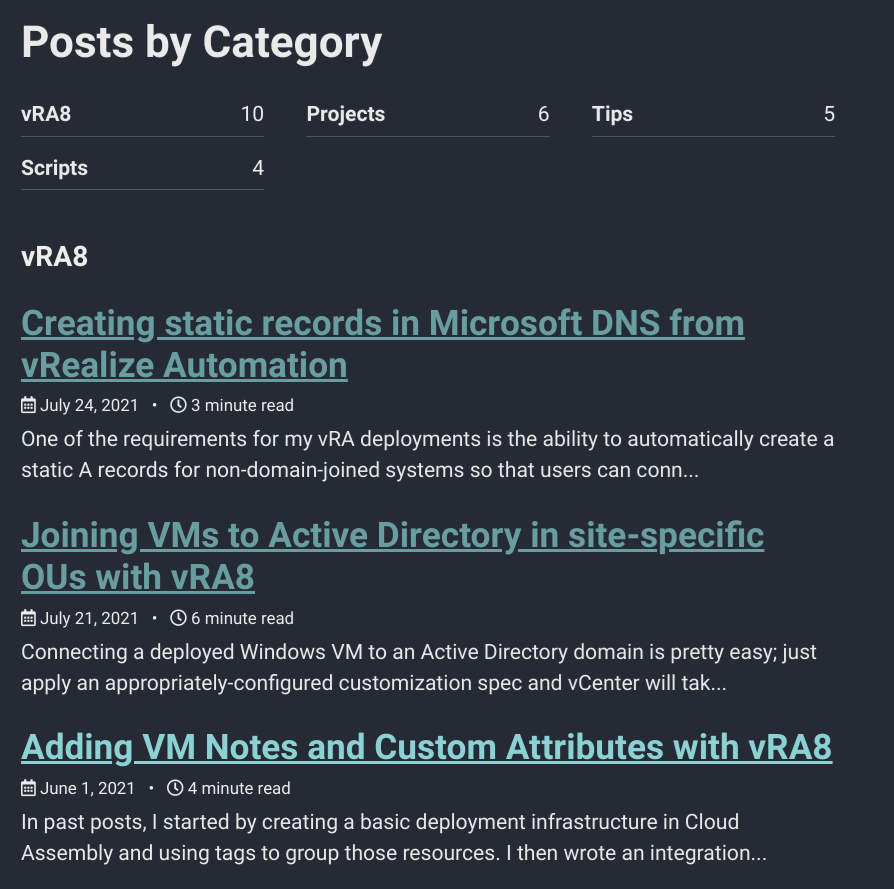 Posts by Category
vRA8 10 Projects 6 Tips 5
Scripts 4
vRA8
Creating static records in Microsoft DNS from
vRealize Automation
July 24, 2021 • 3 minute read
One of the requirements for my vRA deployments is the ability to automatically create a
static A records for non-domain-joined systems so that users can conn...
Joining VMs to Active Directory in site-specific
OUs with vRA8
July 21, 2021 • 6 minute read
Connecting a deployed Windows VM to an Active Directory domain is pretty easy; just
apply an appropriately-configured customization spec and vCenter will tak...
Adding VM Notes and Custom Attributes with vRA8
June 1, 2021 • 4 minute read
In past posts, I started by creating a basic deployment infrastructure in Cloud
Assembly and using tags to group those resources. I then wrote an integration...